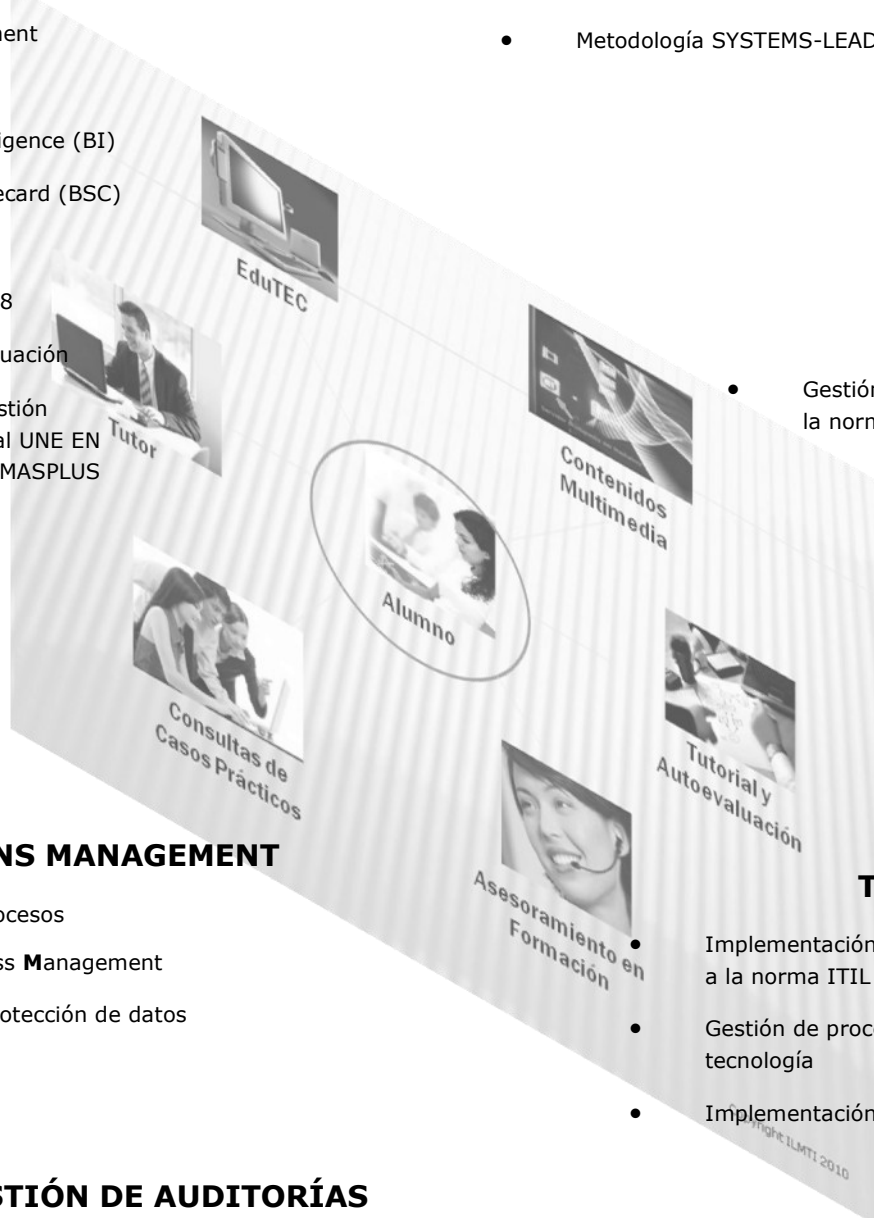 ment
igence (BI)
ecard (BSC)
8
uación
stión
al UNE EN
MASPLUS
• Metodología SYSTEMS-LEAD
• Gestión
la norm
EduTEC
Tutor
Contenidos
Multimedia
Alumno
Consultas de
Casos Prácticos
Tutorial y
Autoevaluación
Asesoramiento en
Formación
Copyright ILMTI 2010
NS MANAGEMENT
ocesos
ss Management
otección de datos
STIÓN DE AUDITORÍAS
T
• Implementación
a la norma ITIL
• Gestión de proc
tecnología
• Implementación